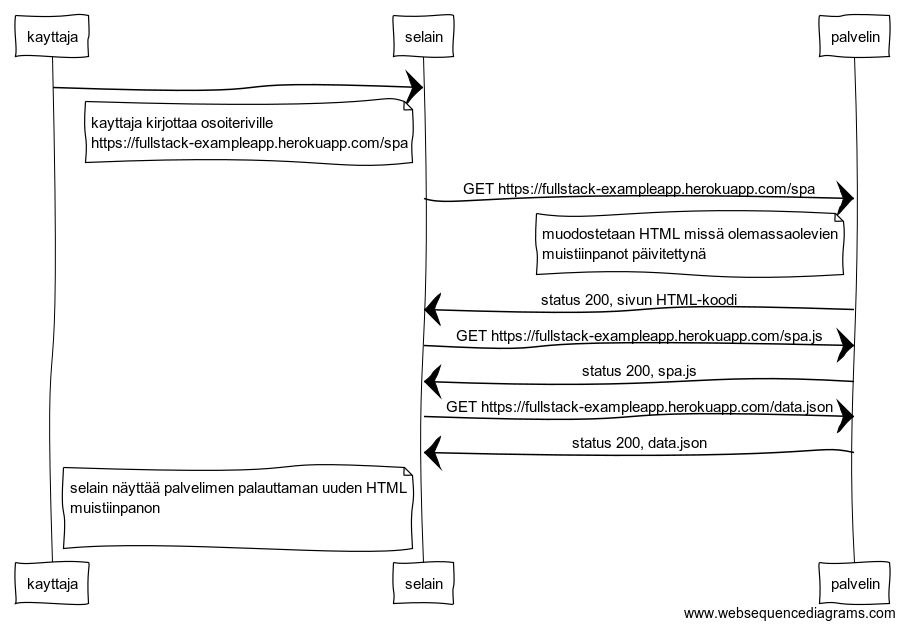 kayttaja
selain
palvelin
kayttaja kirjottaa osoiteriville
https://fullstack-exampleapp.herokuapp.com/spa
GET https://fullstack-exampleapp.herokuapp.com/spa
muodostetaan HTML missä olemassaolevien
muistiinpanot päivitettynä
status 200, sivun HTML-koodi
GET https://fullstack-exampleapp.herokuapp.com/spa.js
status 200, spa.js
GET https://fullstack-exampleapp.herokuapp.com/data.json
status 200, data.json
selain näyttää palvelimen palauttaman uuden HTML
muistiinpanon
kayttaja
selain
palvelin
www.websequencediagrams.com